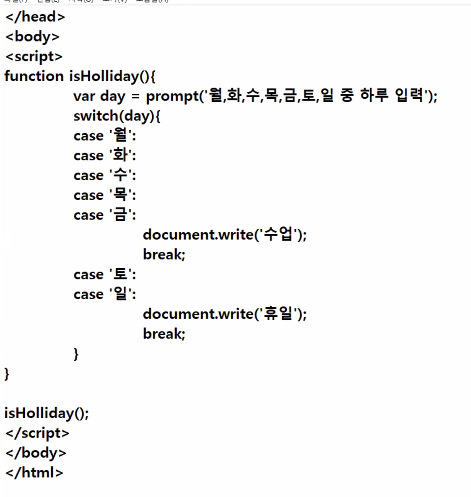 </head>
<body>
<script>
function isHolliday(){
var day = prompt('월,화,수,목,금,토,일 중 하루 입력');
switch(day){
case '월':
case '화':
case '수':
case '목':
case '금':
document.write('수업');
break;
case '토':
case '일':
document.write('휴일');
break;
}
}
isHolliday();
</script>
</body>
</html>